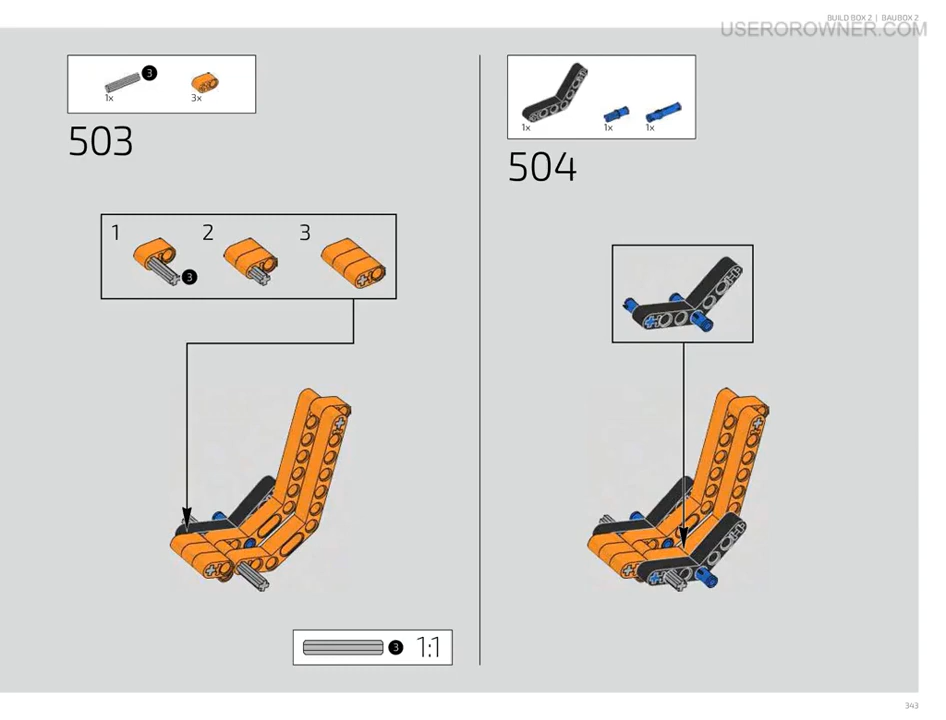 BUILD BOX 2 | BAUBOX 2
USEROROWNER.COM
3
1x
3x
503
1
2
3
3
3
1:1
1x
1x
1x
504
343